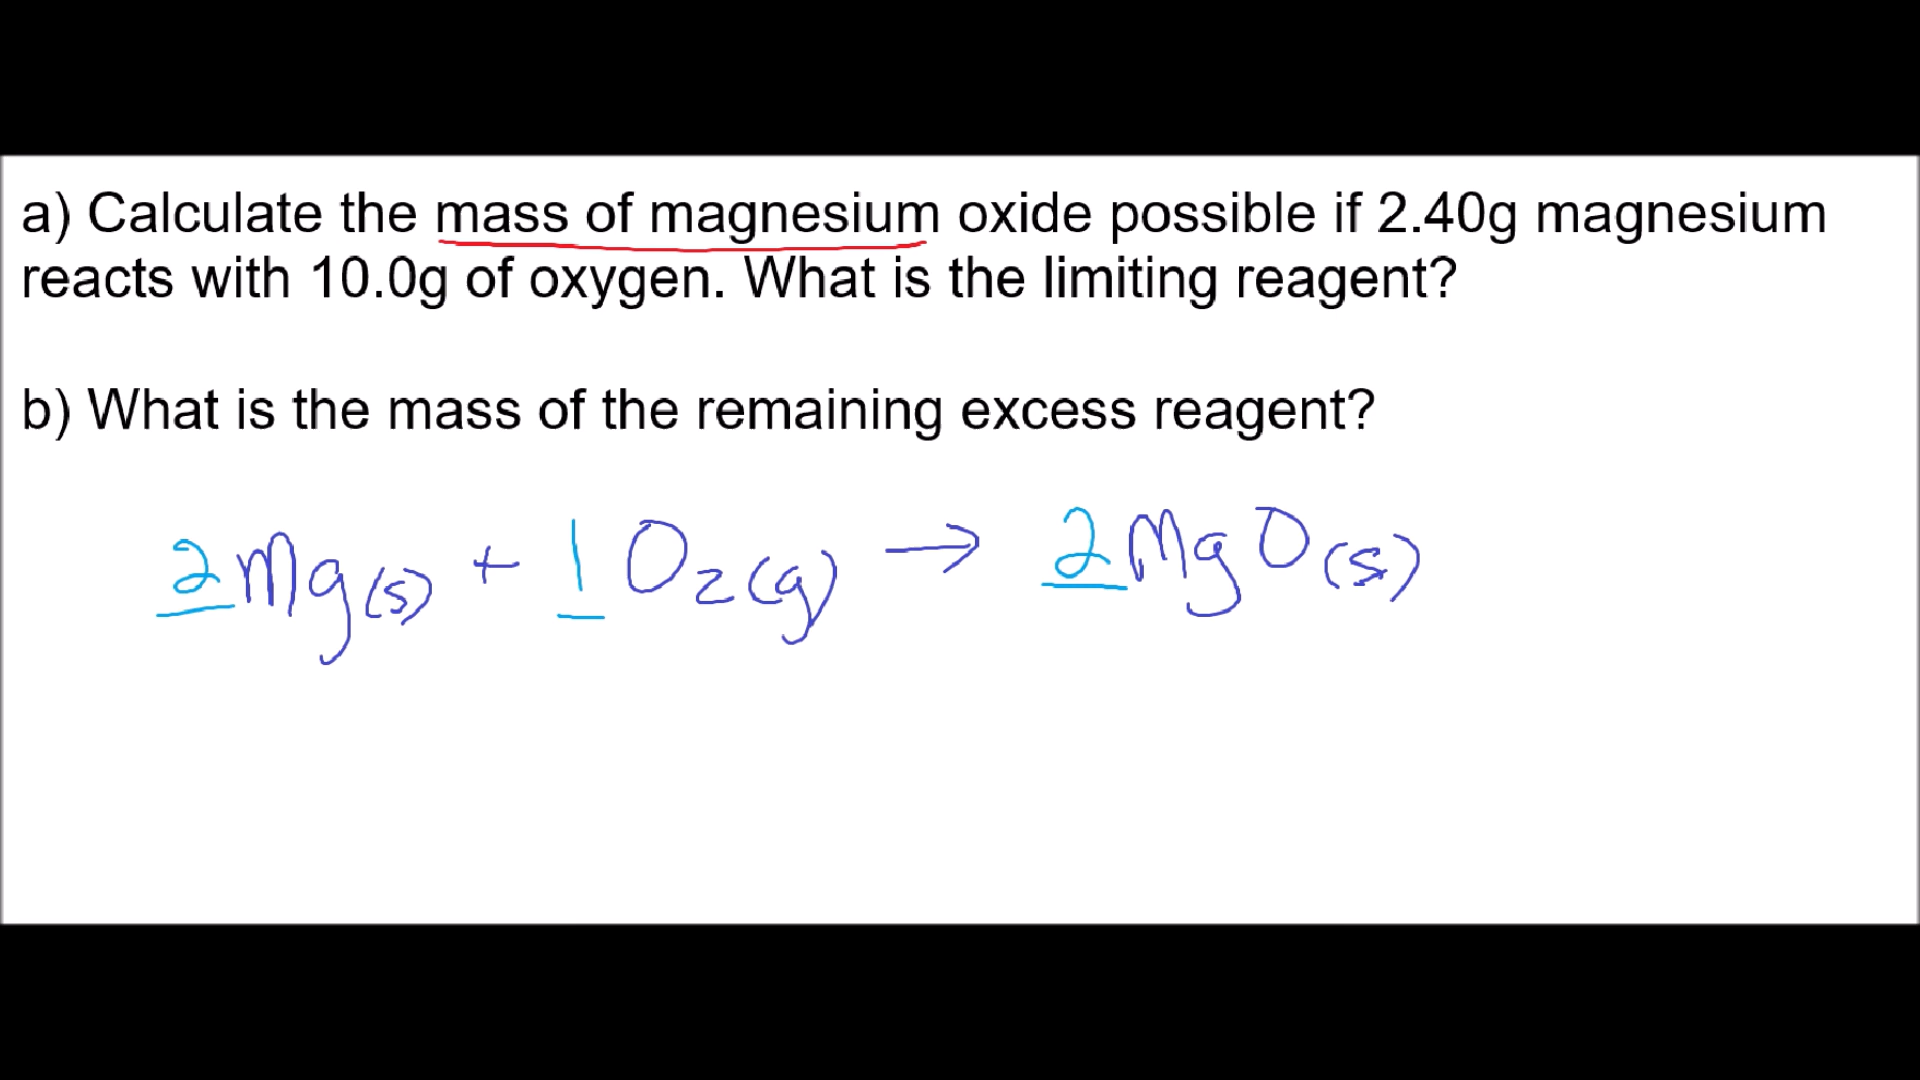 a) Calculate the mass of magnesium oxide possible if 2.40g magnesium
reacts with 10.0g of oxygen. What is the limiting reagent?
b) What is the mass of the remaining excess reagent?
2Mg(s) + 1O2(g) → 2MgO(s)